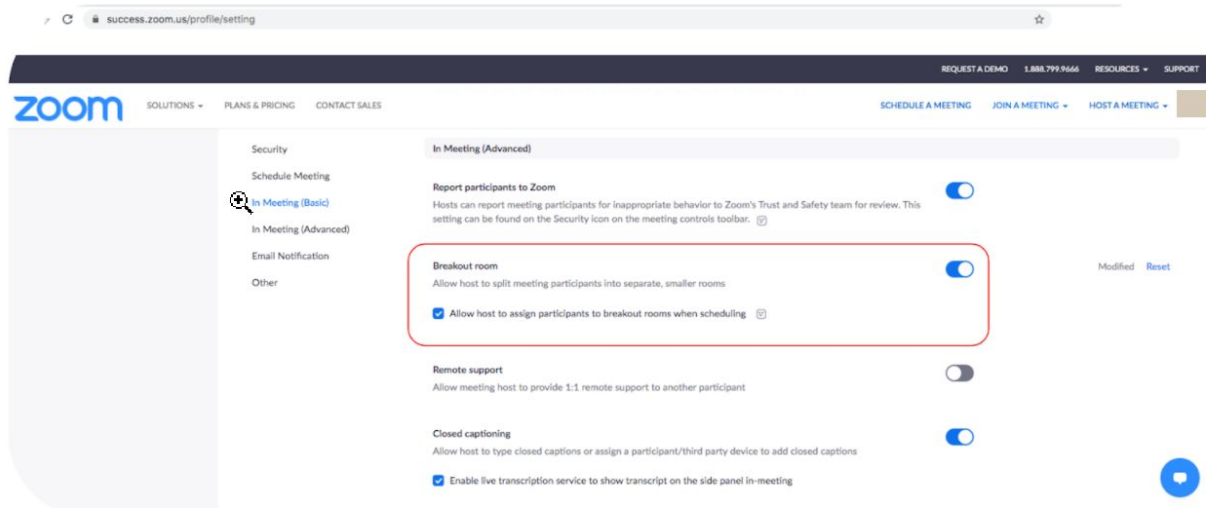 success.zoom.us/profile/setting
REQUEST A DEMO 1.888.799.9666 RESOURCES SUPPORT
zoom SOLUTIONS PLANS & PRICING CONTACT SALES SCHEDULE A MEETING JOIN A MEETING HOST A MEETING
Security
Schedule Meeting
In Meeting (Basic)
In Meeting (Advanced)
Email Notification
Other
In Meeting (Advanced)
Report participants to Zoom
Hosts can report meeting participants for inappropriate behavior to Zoom's Trust and Safety team for review. This
setting can be found on the Security icon on the meeting controls toolbar.
Breakout room
Allow host to split meeting participants into separate, smaller rooms
Modified Reset
Allow host to assign participants to breakout rooms when scheduling
Remote support
Allow meeting host to provide 1:1 remote support to another participant
Closed captioning
Allow host to type closed captions or assign a participant/third party device to add closed captions
Enable live transcription service to show transcript on the side panel in-meeting